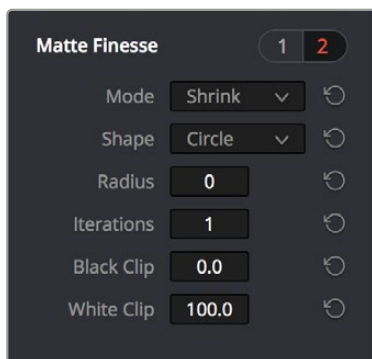 Matte Finesse 1 2
Mode Shrink
Shape Circle
Radius 0
Iterations 1
Black Clip 0.0
White Clip 100.0